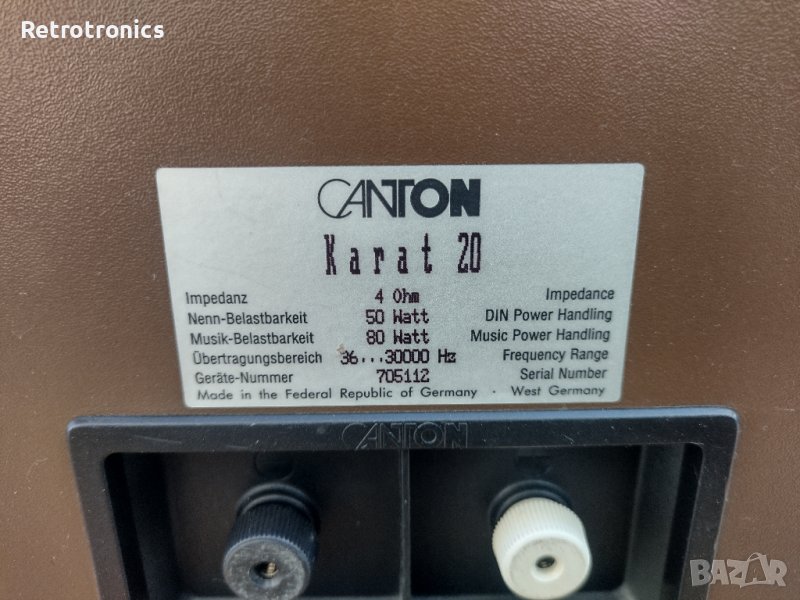 Retrotronics
CANTON
Karat 20
Impedanz 4 Ohm Impedance
Nenn-Belastbarkeit 50 Watt DIN Power Handling
Musik-Belastbarkeit 80 Watt Music Power Handling
Übertragungsbereich 36...30000 Hz Frequency Range
Geräte-Nummer 705112 Serial Number
Made in the Federal Republic of Germany · West Germany
CANTON
BAZAR